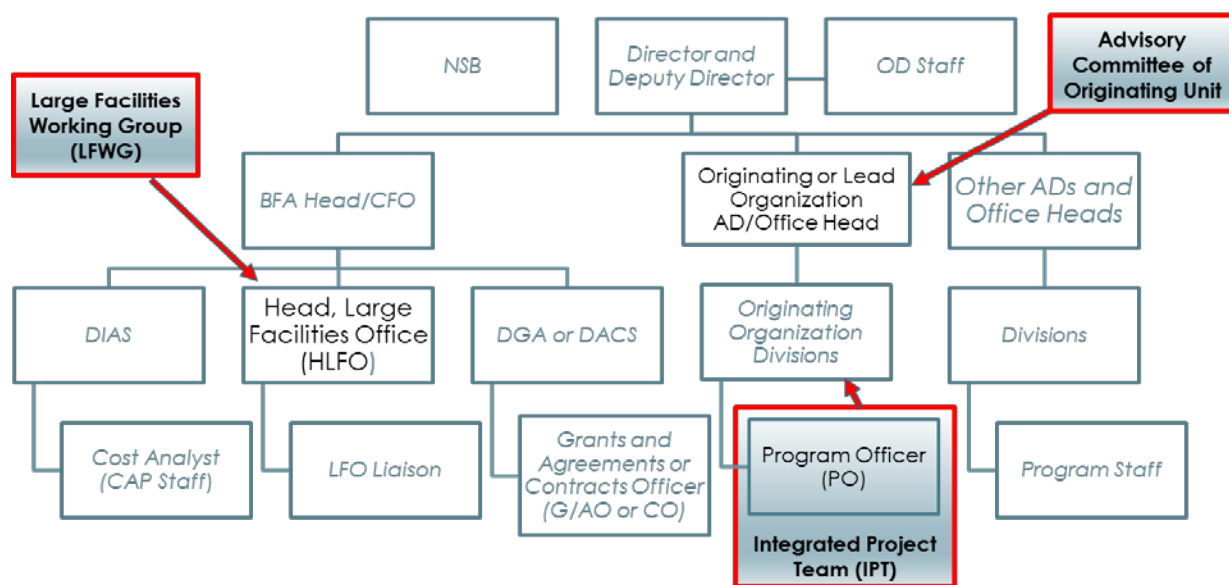 NSB
Director and
Deputy Director
OD Staff
Advisory
Committee of
Originating Unit
Large Facilities
Working Group
(LFWG)
BFA Head/CFO
Originating or Lead
Organization
AD/Office Head
Other ADs and
Office Heads
DIAS
Head, Large
Facilities Office
(HLFO)
DGA or DACS
Originating
Organization
Divisions
Divisions
Cost Analyst
(CAP Staff)
LFO Liaison
Grants and
Agreements or
Contracts Officer
(G/AO or CO)
Program Officer
(PO)
Integrated Project
Team (IPT)
Program Staff